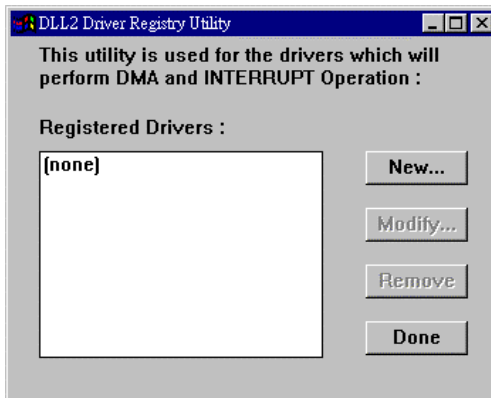 DLL2 Driver Registry Utility
This utility is used for the drivers which will
perform DMA and INTERRUPT Operation :
Registered Drivers :
(none)
New...
Modify...
Remove
Done